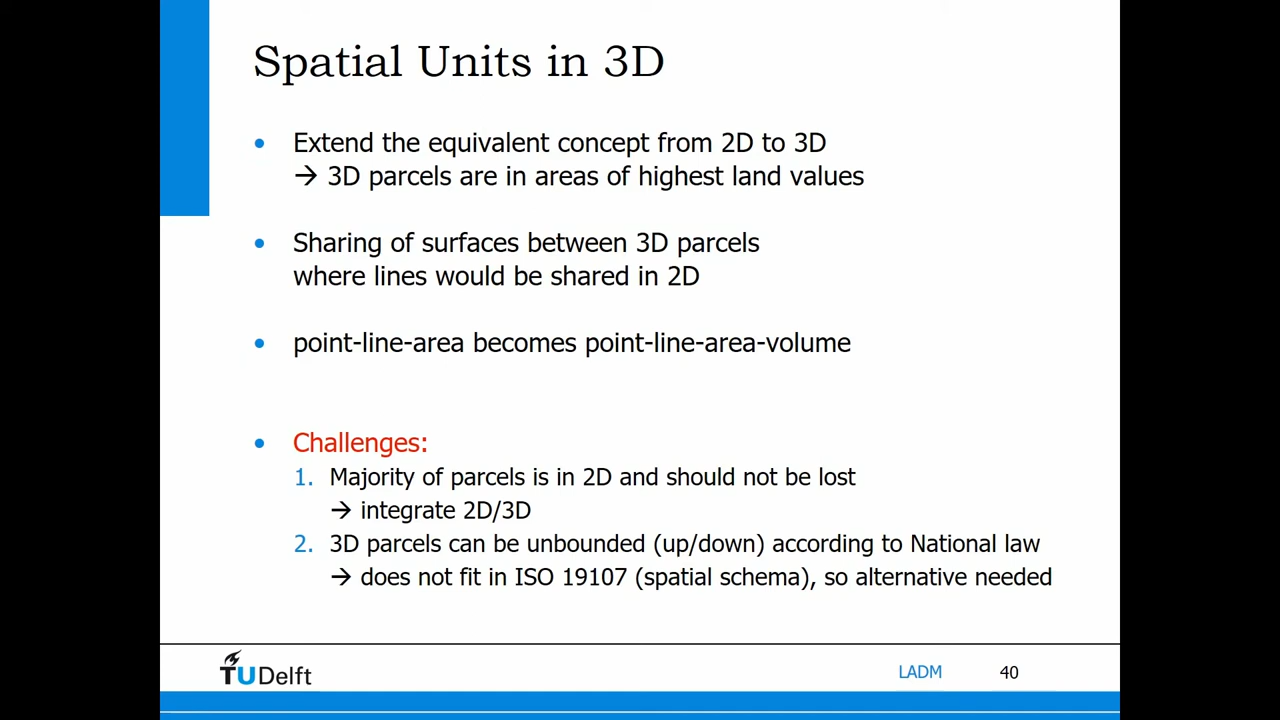 Spatial Units in 3D
• Extend the equivalent concept from 2D to 3D
→ 3D parcels are in areas of highest land values
• Sharing of surfaces between 3D parcels
where lines would be shared in 2D
• point-line-area becomes point-line-area-volume
• Challenges:
1. Majority of parcels is in 2D and should not be lost
→ integrate 2D/3D
2. 3D parcels can be unbounded (up/down) according to National law
→ does not fit in ISO 19107 (spatial schema), so alternative needed
TUDelft
LADM 40